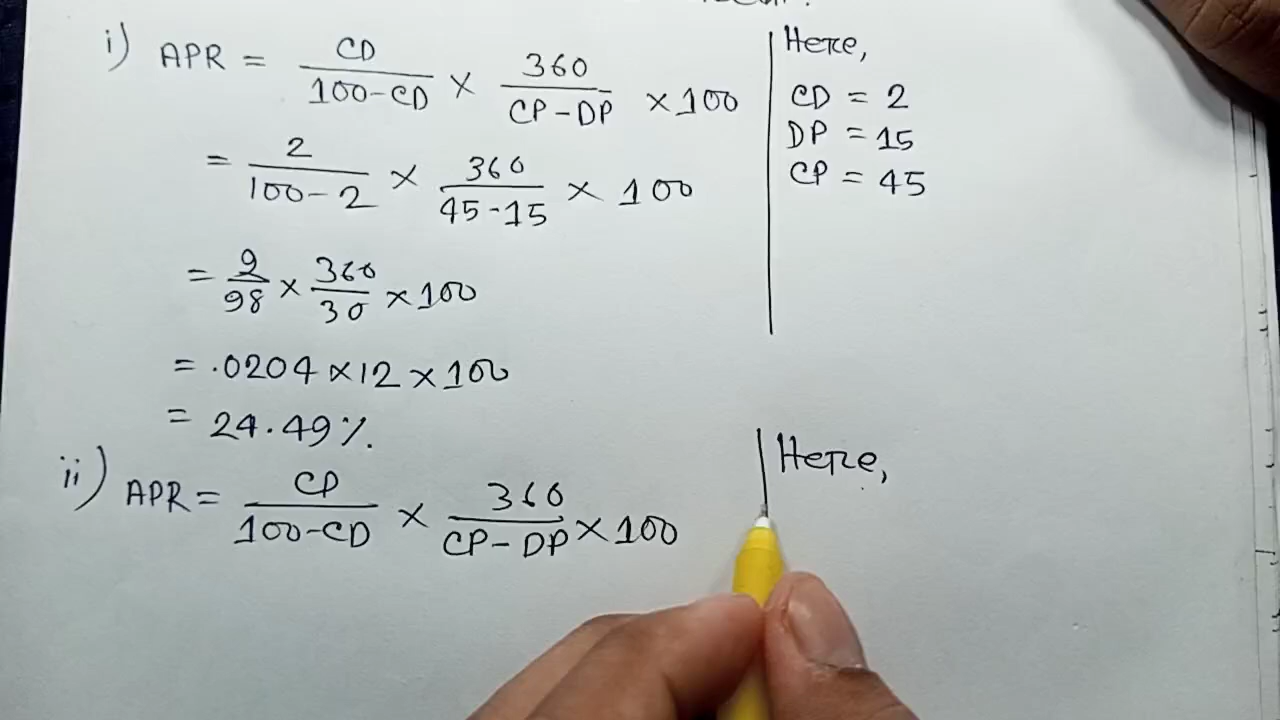 i) APR = CD / 100-CD × 360 / CP-DP × 100
= 2 / 100-2 × 360 / 45-15 × 100
= 2 / 98 × 360 / 30 × 100
= .0204 × 12 × 100
= 24.49%.
Here,
CD = 2
DP = 15
CP = 45
ii) APR = CP / 100-CD × 360 / CP-DP × 100
Here,